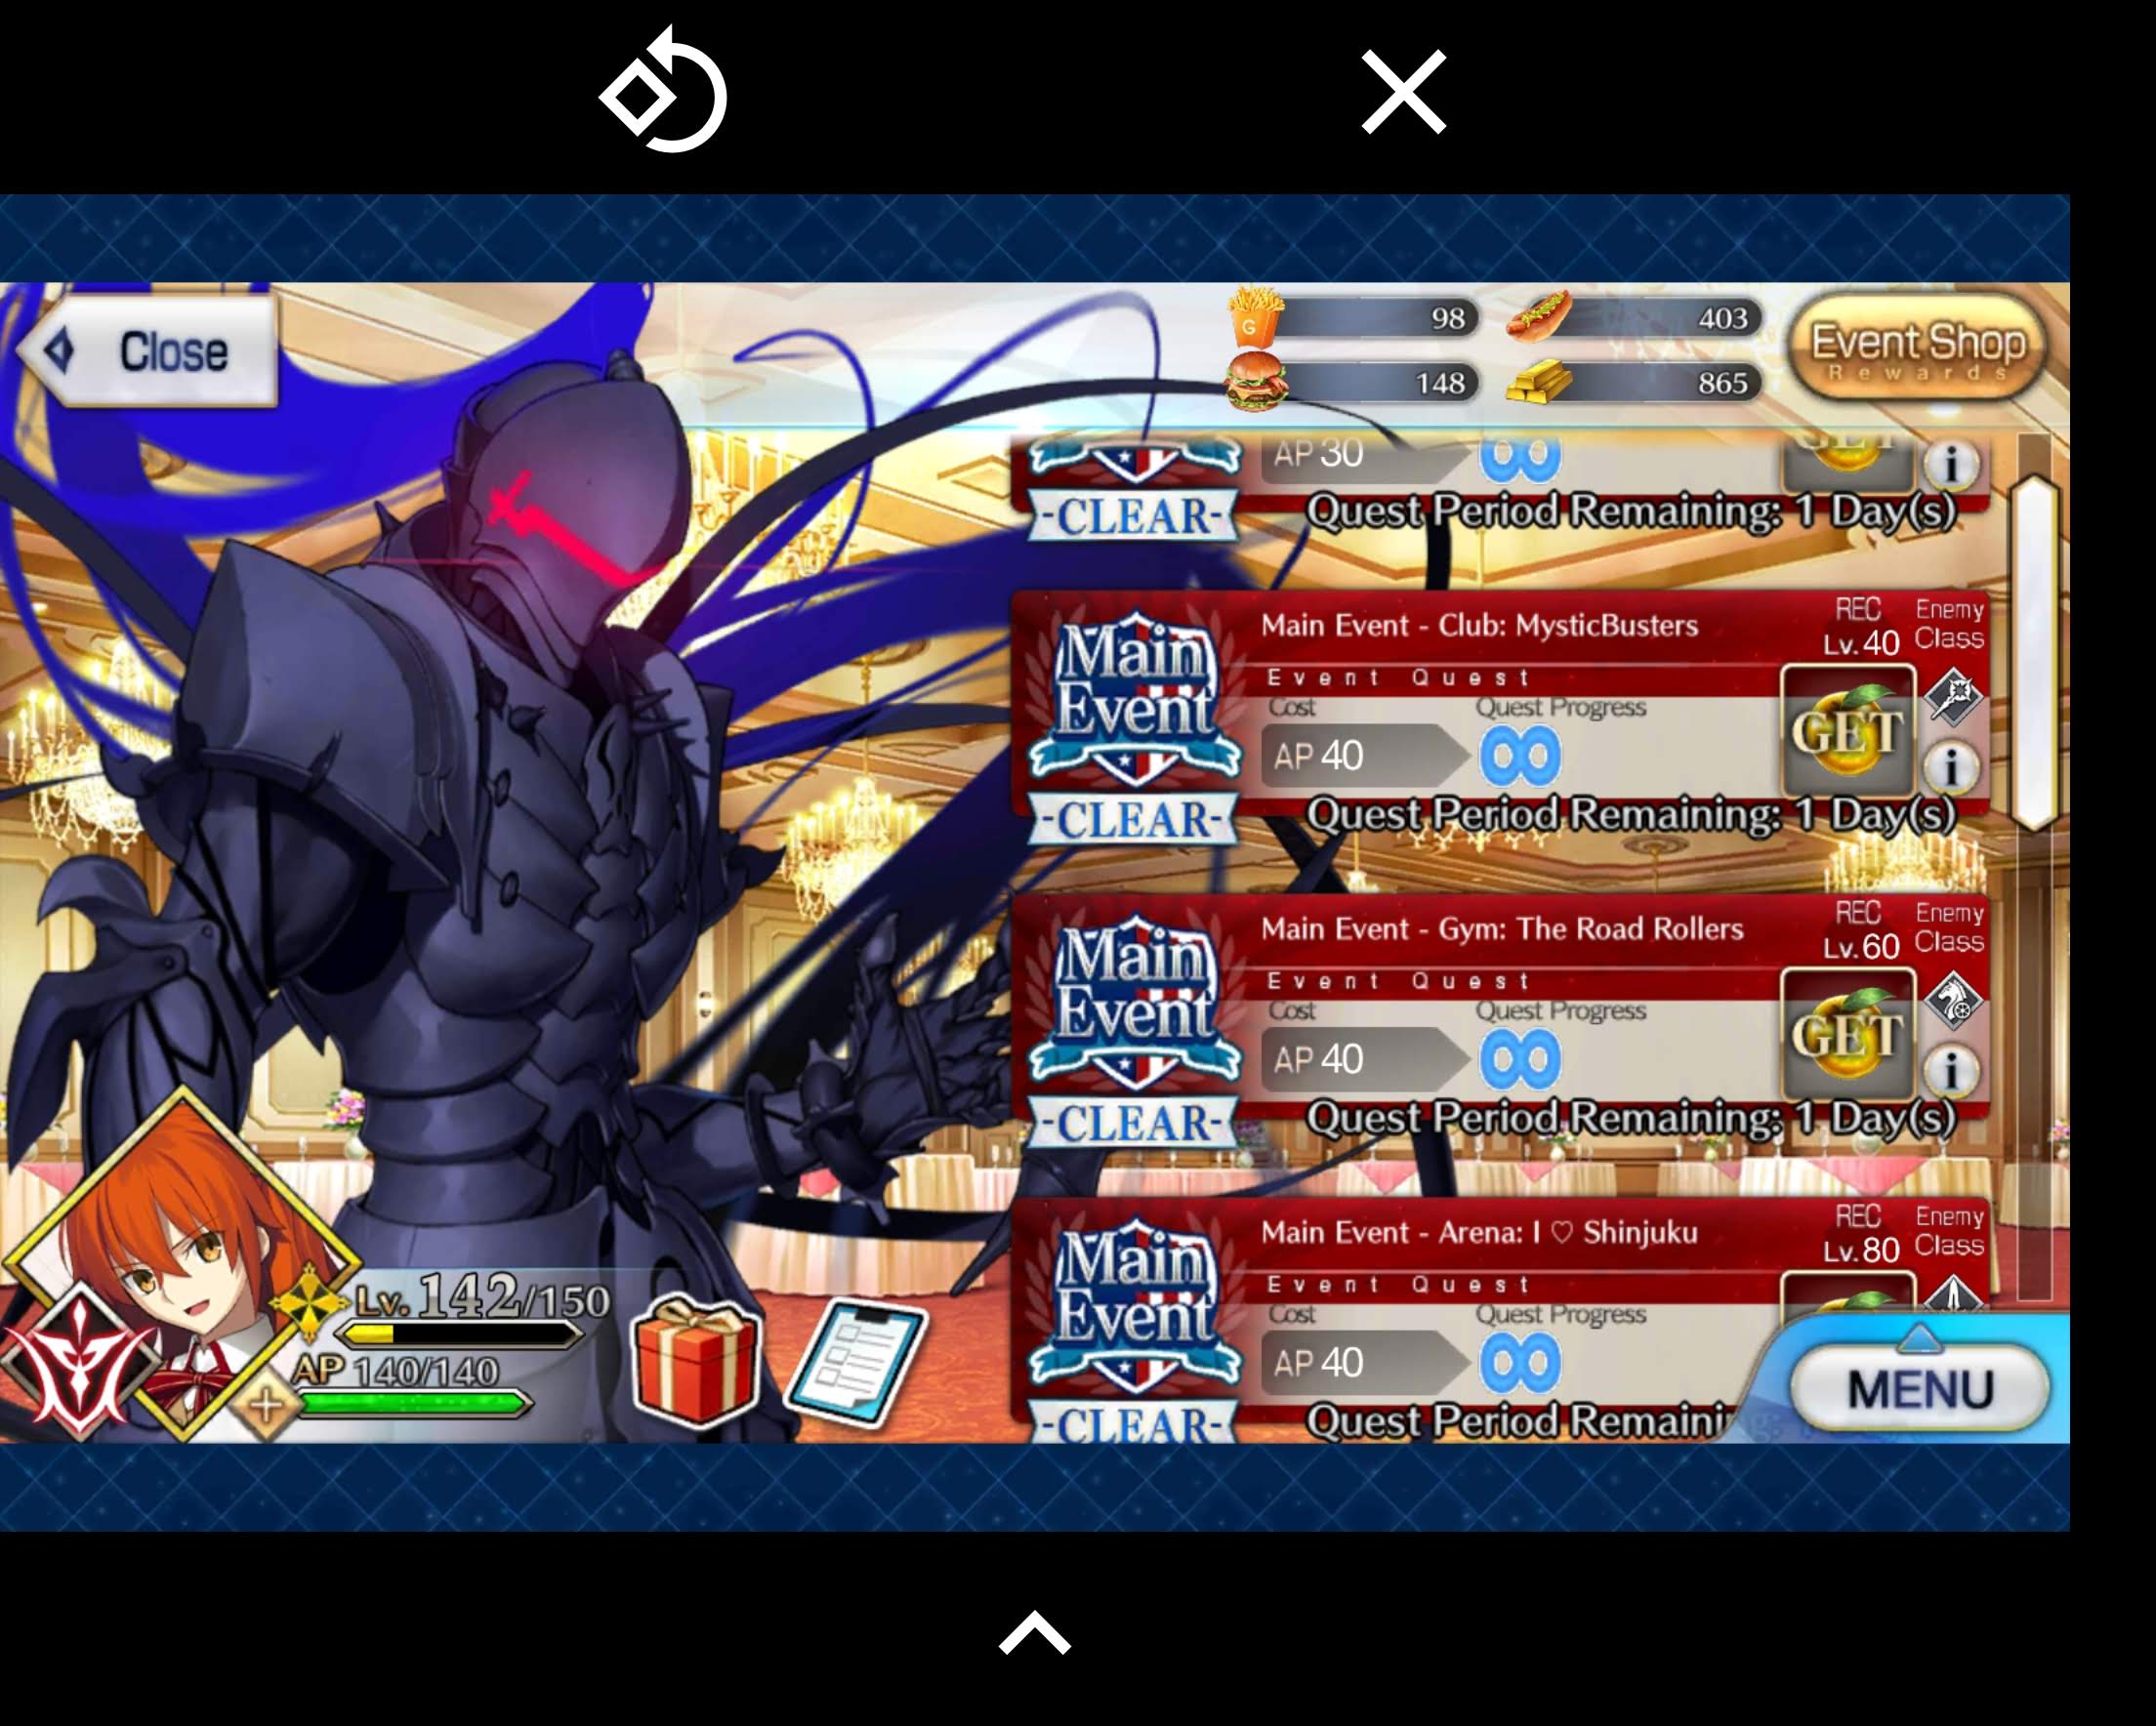 Close
G
98
403
148
865
Event Shop
Rewards
AP 30
∞
GET
i
-CLEAR-
Quest Period Remaining: 1 Day(s)
Main Event
Main Event - Club: MysticBusters
REC Lv.40
Enemy Class
Event Quest
Cost
Quest Progress
AP 40
∞
GET
i
-CLEAR-
Quest Period Remaining: 1 Day(s)
Main Event
Main Event - Gym: The Road Rollers
REC Lv.60
Enemy Class
Event Quest
Cost
Quest Progress
AP 40
∞
GET
i
-CLEAR-
Quest Period Remaining: 1 Day(s)
Main Event
Main Event - Arena: I ♡ Shinjuku
REC Lv.80
Enemy Class
Event Quest
Cost
Quest Progress
AP 40
∞
-CLEAR-
Quest Period Remaining:
Lv. 142/150
AP 140/140
MENU